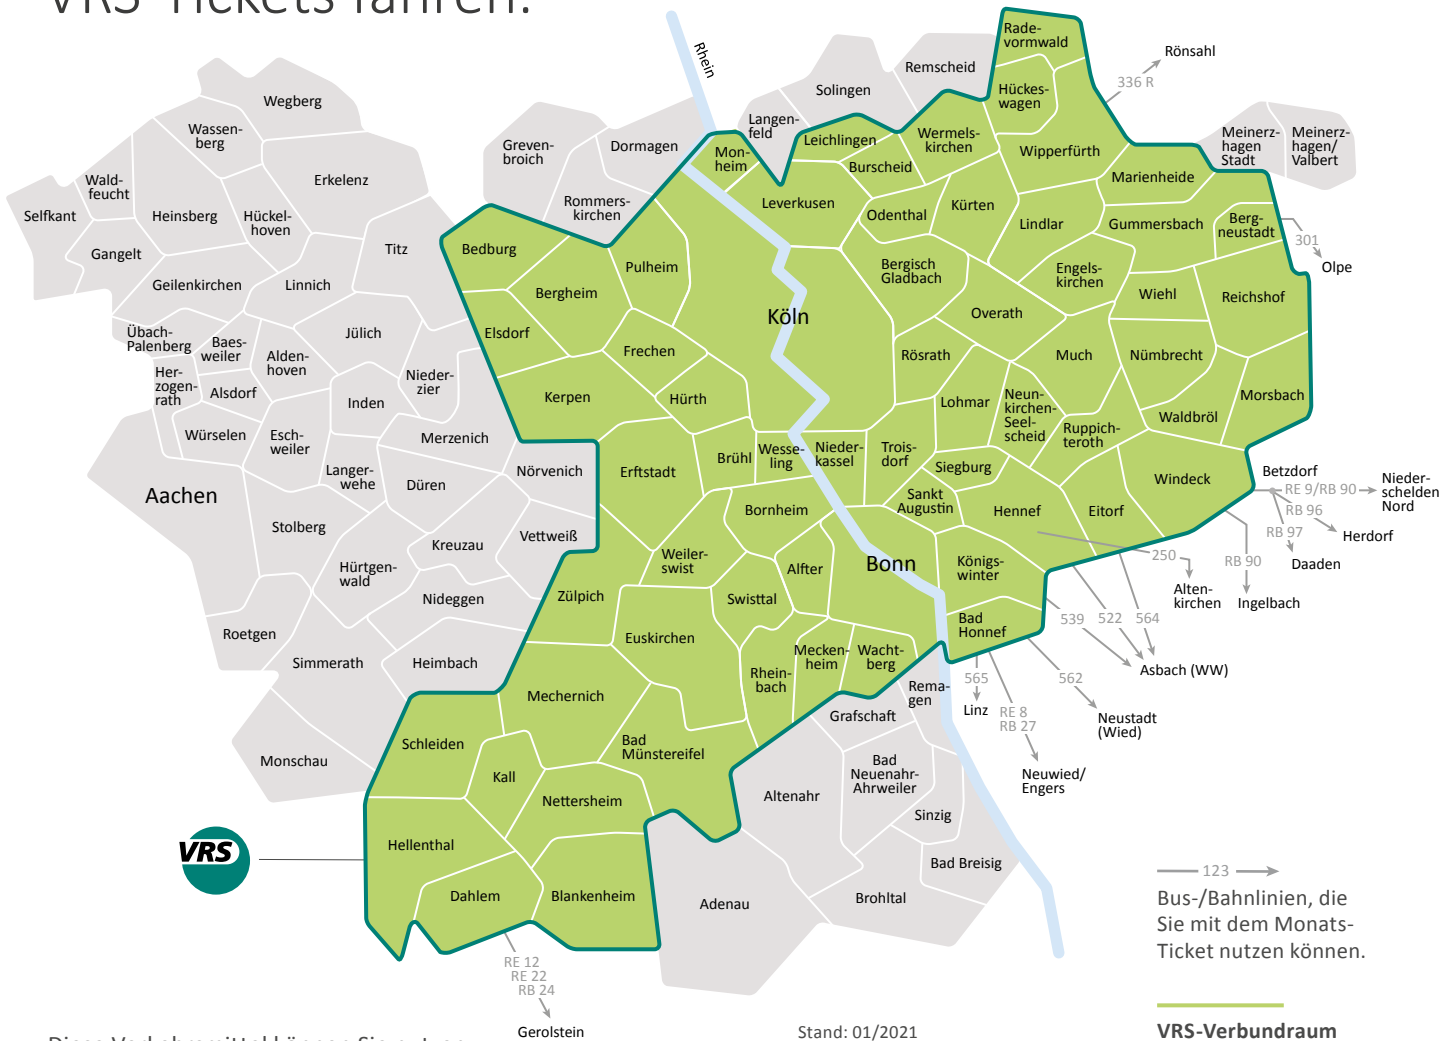 VRS-Tickets fahren:
Rhein
Rade-
vormwald
Rönsahl
336 R
Remscheid
Solingen
Hückes-
wagen
Wegberg
Wassen-
berg
Langen-
feld
Leichlingen
Wermels-
kirchen
Wipperfürth
Meinerz-
hagen
Stadt
Meinerz-
hagen/
Valbert
Greven-
broich
Dormagen
Mon-
heim
Burscheid
Marienheide
Wald-
feucht
Erkelenz
Selfkant
Heinsberg
Hückel-
hoven
Rommers-
kirchen
Leverkusen
Odenthal
Kürten
Lindlar
Gummersbach
Berg-
neustadt
301
Olpe
Gangelt
Titz
Bedburg
Pulheim
Bergisch
Gladbach
Engels-
kirchen
Geilenkirchen
Linnich
Bergheim
Wiehl
Reichshof
Köln
Overath
Übach-
Palenberg
Baes-
weiler
Alden-
hoven
Jülich
Elsdorf
Frechen
Rösrath
Much
Nümbrecht
Her-
zogen-
rath
Alsdorf
Inden
Nieder-
zier
Kerpen
Hürth
Lohmar
Neun-
kirchen-
Seel-
scheid
Ruppich-
teroth
Waldbröl
Morsbach
Würselen
Esch-
weiler
Merzenich
Langer-
wehe
Düren
Nörvenich
Erftstadt
Brühl
Wesse-
ling
Nieder-
kassel
Trois-
dorf
Siegburg
Windeck
Betzdorf
RE 9/RB 90
Nieder-
schelden
Nord
RB 96
Herdorf
RB 97
Daaden
RB 90
Ingelbach
Aachen
Stolberg
Bornheim
Sankt
Augustin
Hennef
Eitorf
250
Alten-
kirchen
Kreuzau
Vettweiß
Weiler-
swist
Alfter
Bonn
Königs-
winter
Hürtgen-
wald
Nideggen
Zülpich
Swisttal
539
522
564
Asbach (WW)
Roetgen
Simmerath
Heimbach
Euskirchen
Rhein-
bach
Mecken-
heim
Wacht-
berg
Bad
Honnef
565
Linz
562
Neustadt
(Wied)
RE 8
RB 27
Neuwied/
Engers
Mechernich
Rema-
gen
Grafschaft
Monschau
Schleiden
Kall
Bad
Münstereifel
Bad
Neuenahr-
Ahrweiler
Altenahr
Sinzig
Nettersheim
VRS
Hellenthal
Bad Breisig
Dahlem
Blankenheim
Adenau
Brohltal
123
Bus-/Bahnlinien, die
Sie mit dem Monats-
Ticket nutzen können.
RE 12
RE 22
RB 24
Gerolstein
Stand: 01/2021
VRS-Verbundraum